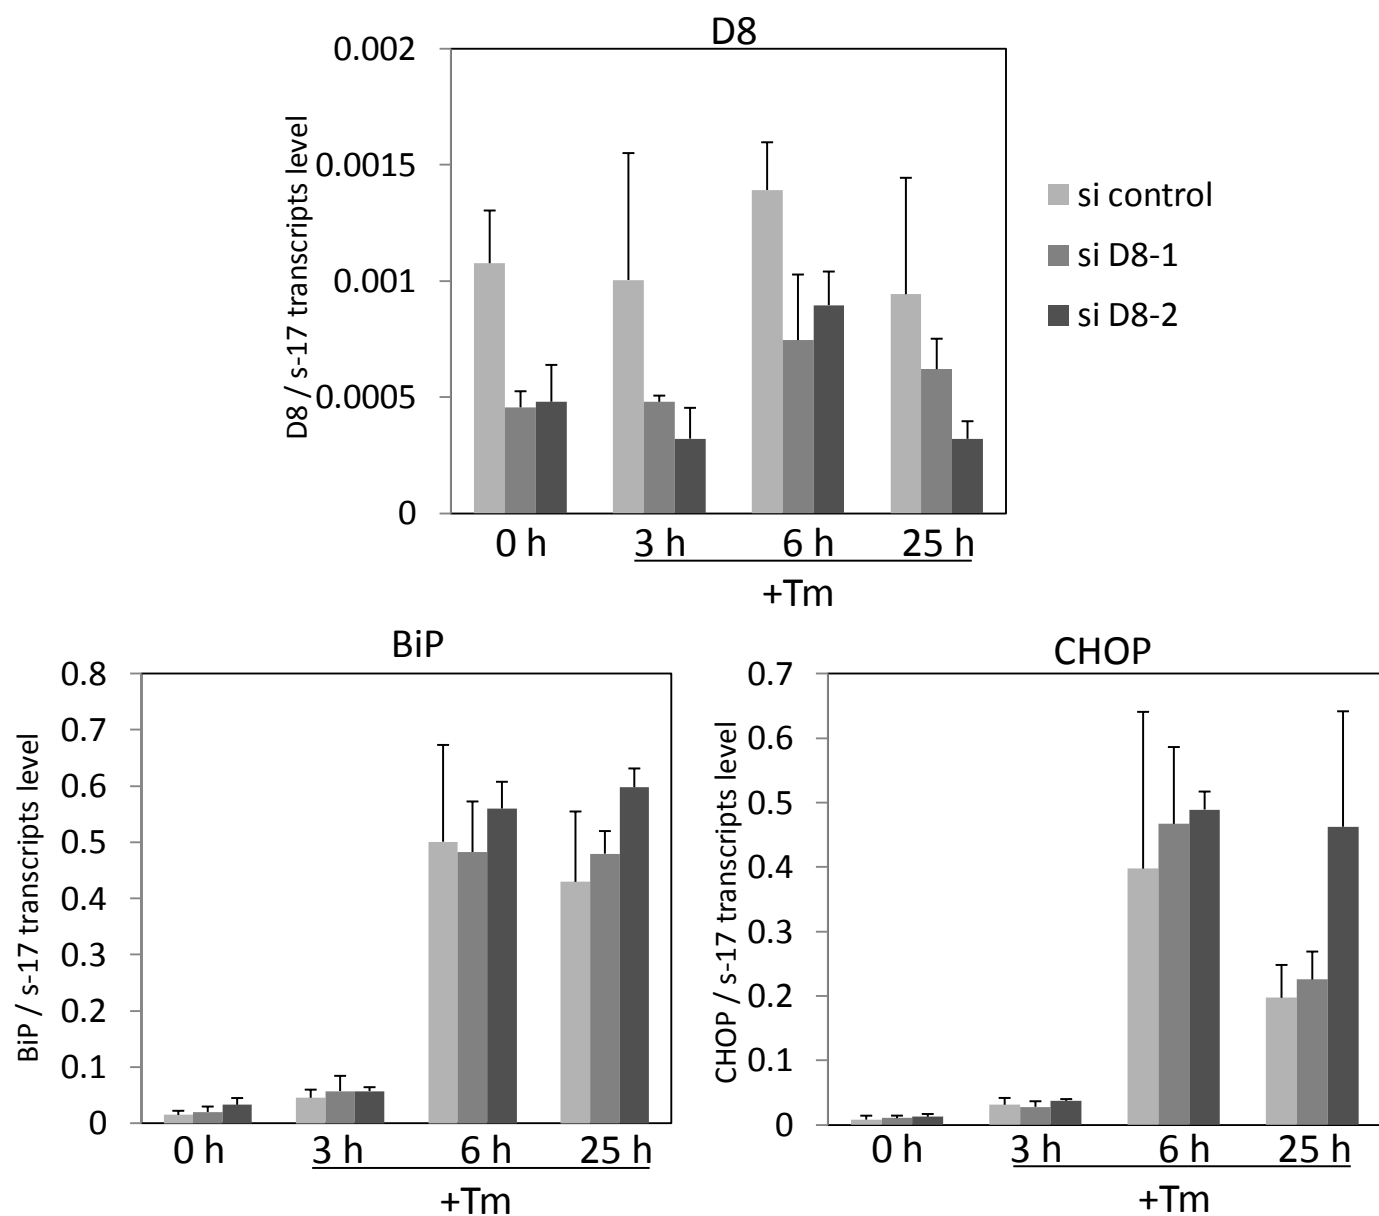 D8
D8 / s-17 transcripts level
0.002
0.0015
0.001
0.0005
0
0 h 3 h 6 h 25 h
+Tm
si control
si D8-1
si D8-2
BiP
BiP / s-17 transcripts level
0.8
0.7
0.6
0.5
0.4
0.3
0.2
0.1
0
0 h 3 h 6 h 25 h
+Tm
CHOP
CHOP / s-17 transcripts level
0.7
0.6
0.5
0.4
0.3
0.2
0.1
0
0 h 3 h 6 h 25 h
+Tm